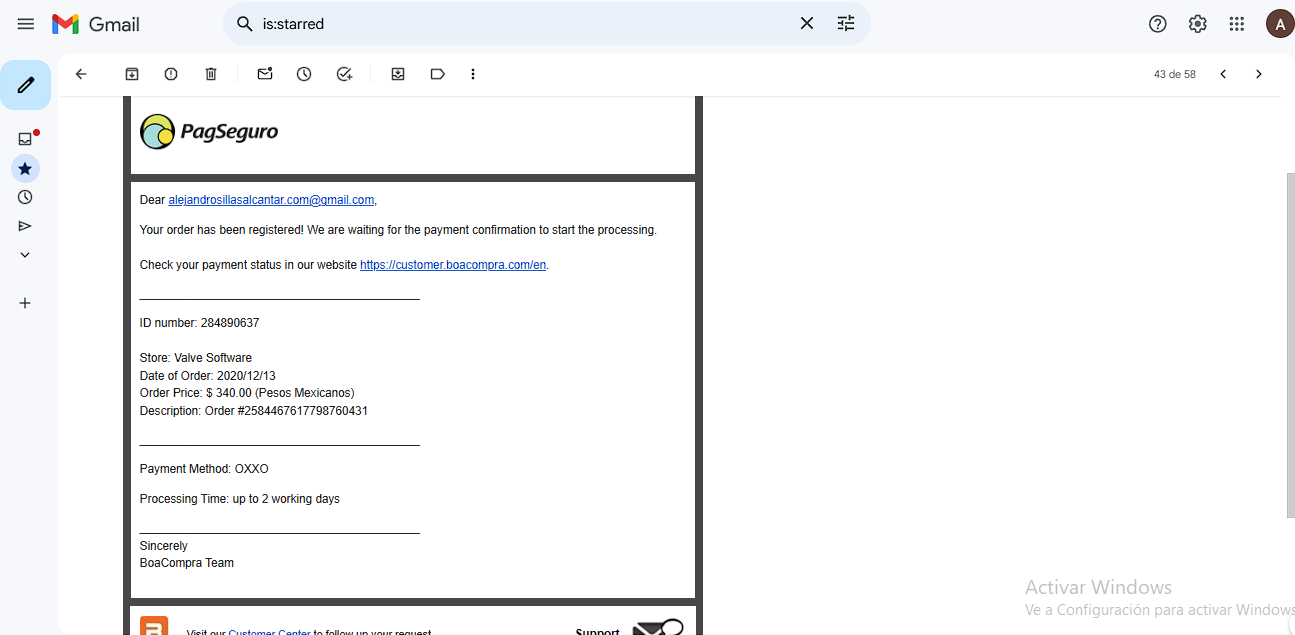 Gmail
is:starred
A
43 de 58
PagSeguro
Dear alejandrosillasalcantar.com@gmail.com,
Your order has been registered! We are waiting for the payment confirmation to start the processing.
Check your payment status in our website https://customer.boacompra.com/en.
ID number: 284890637
Store: Valve Software
Date of Order: 2020/12/13
Order Price: $ 340.00 (Pesos Mexicanos)
Description: Order #2584467617798760431
Payment Method: OXXO
Processing Time: up to 2 working days
Sincerely
BoaCompra Team
Visit our Customer Center to follow up your request
Support
Activar Windows
Ve a Configuración para activar Windows